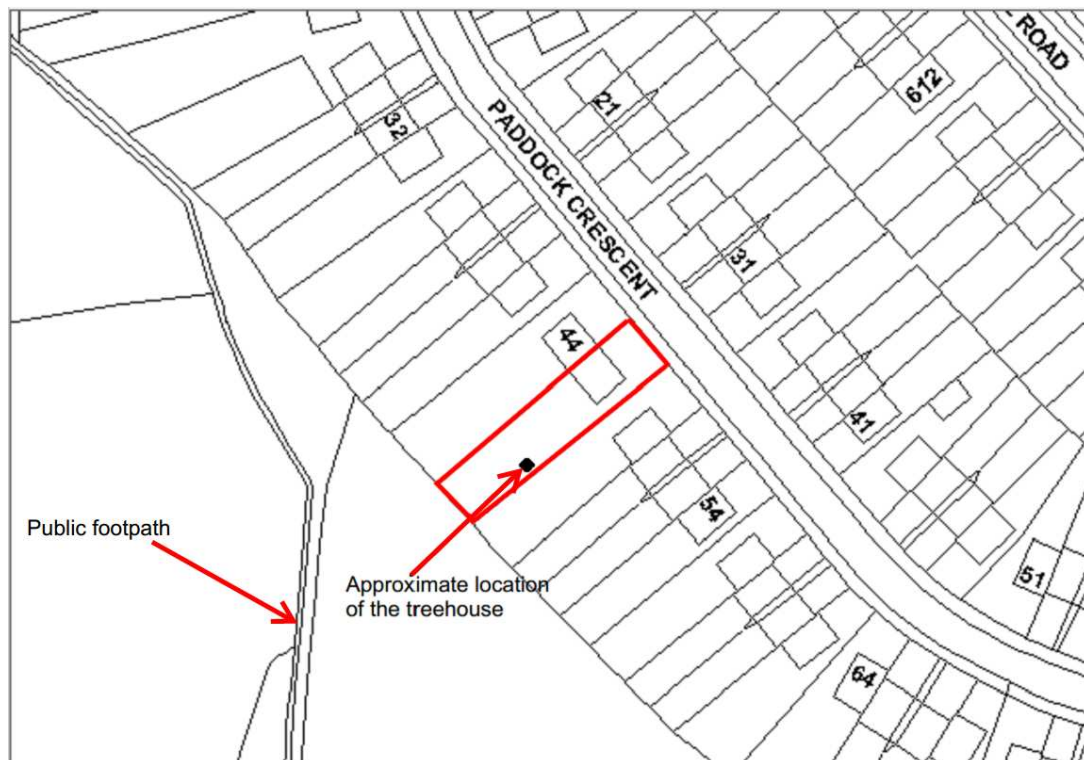 ROAD
612
21
32
PADDOCK CRESCENT
31
44
41
54
51
64
Public footpath
Approximate location
of the treehouse